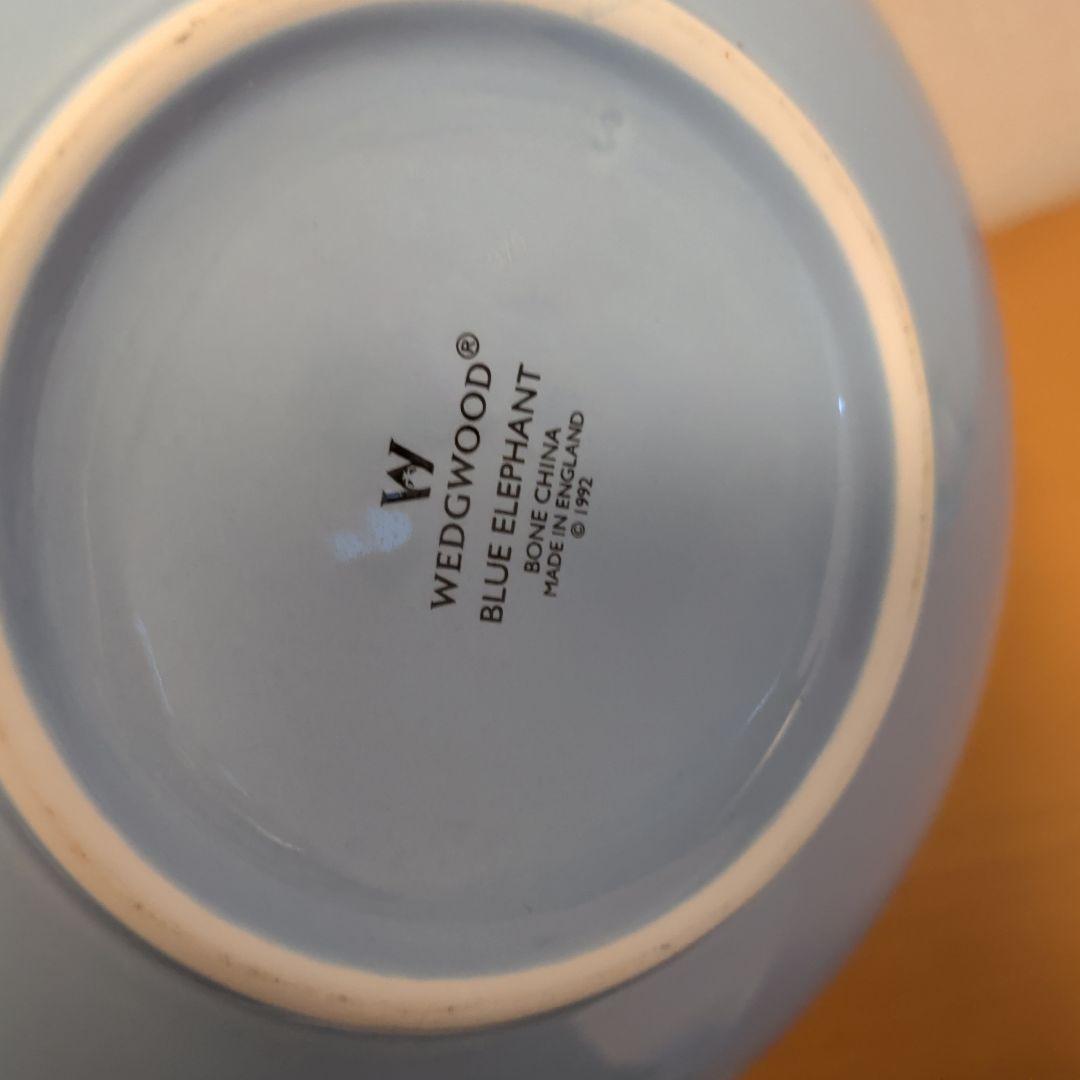 W
WEDGWOOD®
BLUE ELEPHANT
BONE CHINA
MADE IN ENGLAND
© 1992